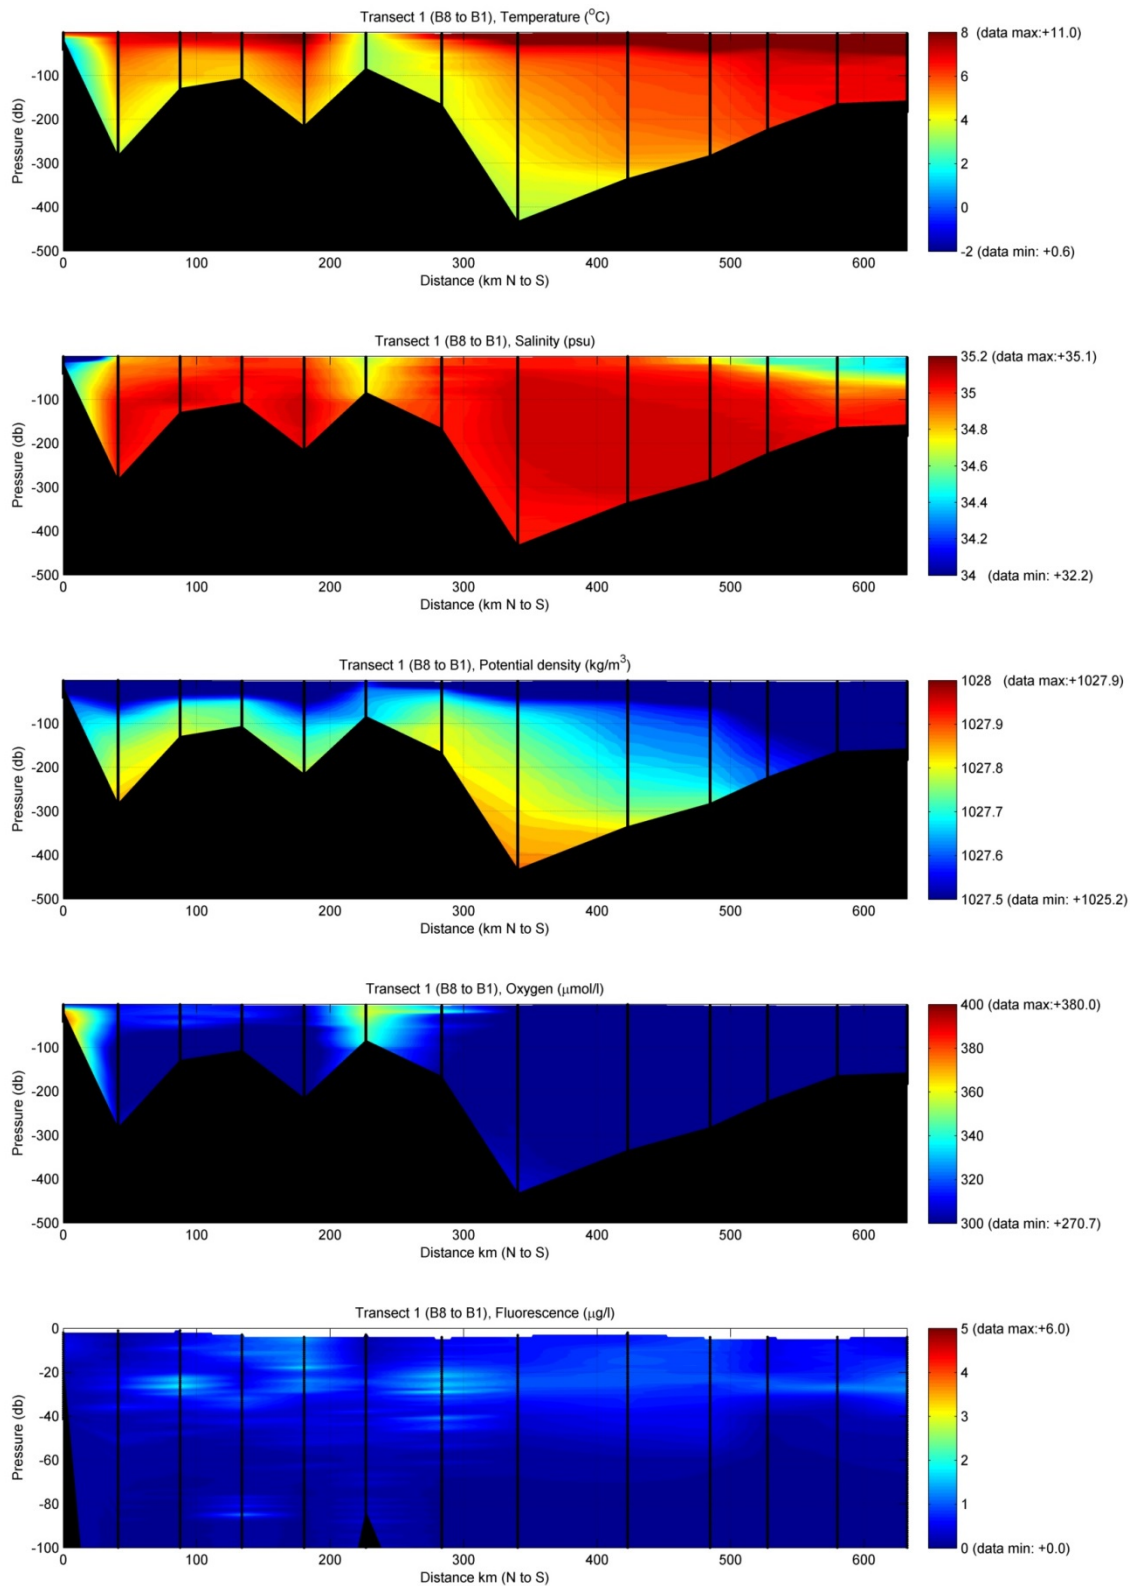 Transect 1 (B8 to B1), Temperature (°C)
8 (data max:+11.0)
6
4
2
0
-2 (data min: +0.6)
Pressure (db)
-100
-200
-300
-400
-500
0 100 200 300 400 500 600
Distance (km N to S)
Transect 1 (B8 to B1), Salinity (psu)
35.2 (data max:+35.1)
35
34.8
34.6
34.4
34.2
34 (data min: +32.2)
Pressure (db)
-100
-200
-300
-400
-500
0 100 200 300 400 500 600
Distance (km N to S)
Transect 1 (B8 to B1), Potential density (kg/m³)
1028 (data max:+1027.9)
1027.9
1027.8
1027.7
1027.6
1027.5 (data min: +1025.2)
Pressure (db)
-100
-200
-300
-400
-500
0 100 200 300 400 500 600
Distance (km N to S)
Transect 1 (B8 to B1), Oxygen (μmol/l)
400 (data max:+380.0)
380
360
340
320
300 (data min: +270.7)
Pressure (db)
-100
-200
-300
-400
-500
0 100 200 300 400 500 600
Distance km (N to S)
Transect 1 (B8 to B1), Fluorescence (μg/l)
5 (data max:+6.0)
4
3
2
1
0 (data min: +0.0)
Pressure (db)
0
-20
-40
-60
-80
-100
0 100 200 300 400 500 600
Distance km (N to S)